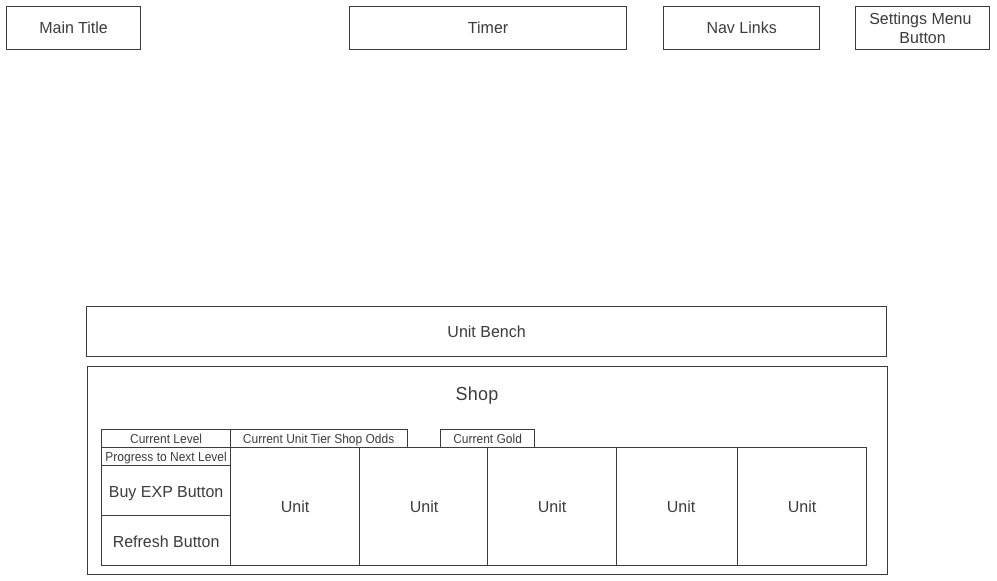 Main Title
Timer
Nav Links
Settings Menu
Button
Unit Bench
Shop
Current Level
Current Unit Tier Shop Odds
Current Gold
Progress to Next Level
Buy EXP Button
Refresh Button
Unit
Unit
Unit
Unit
Unit